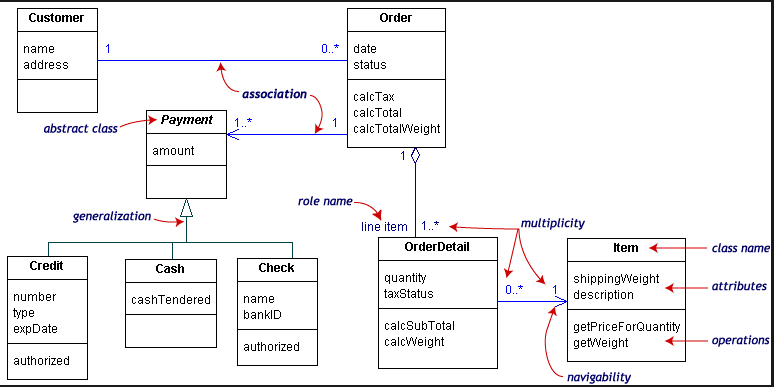 Customer
name
address
1
0..*
Order
date
status
calcTax
calcTotal
calcTotalWeight
association
abstract class
Payment
amount
1..*
1
1
generalization
role name
line item
1..*
multiplicity
Credit
number
type
expDate
authorized
Cash
cashTendered
Check
name
bankID
authorized
OrderDetail
quantity
taxStatus
calcSubTotal
calcWeight
0..*
1
Item
shippingWeight
description
getPriceForQuantity
getWeight
class name
attributes
operations
navigability